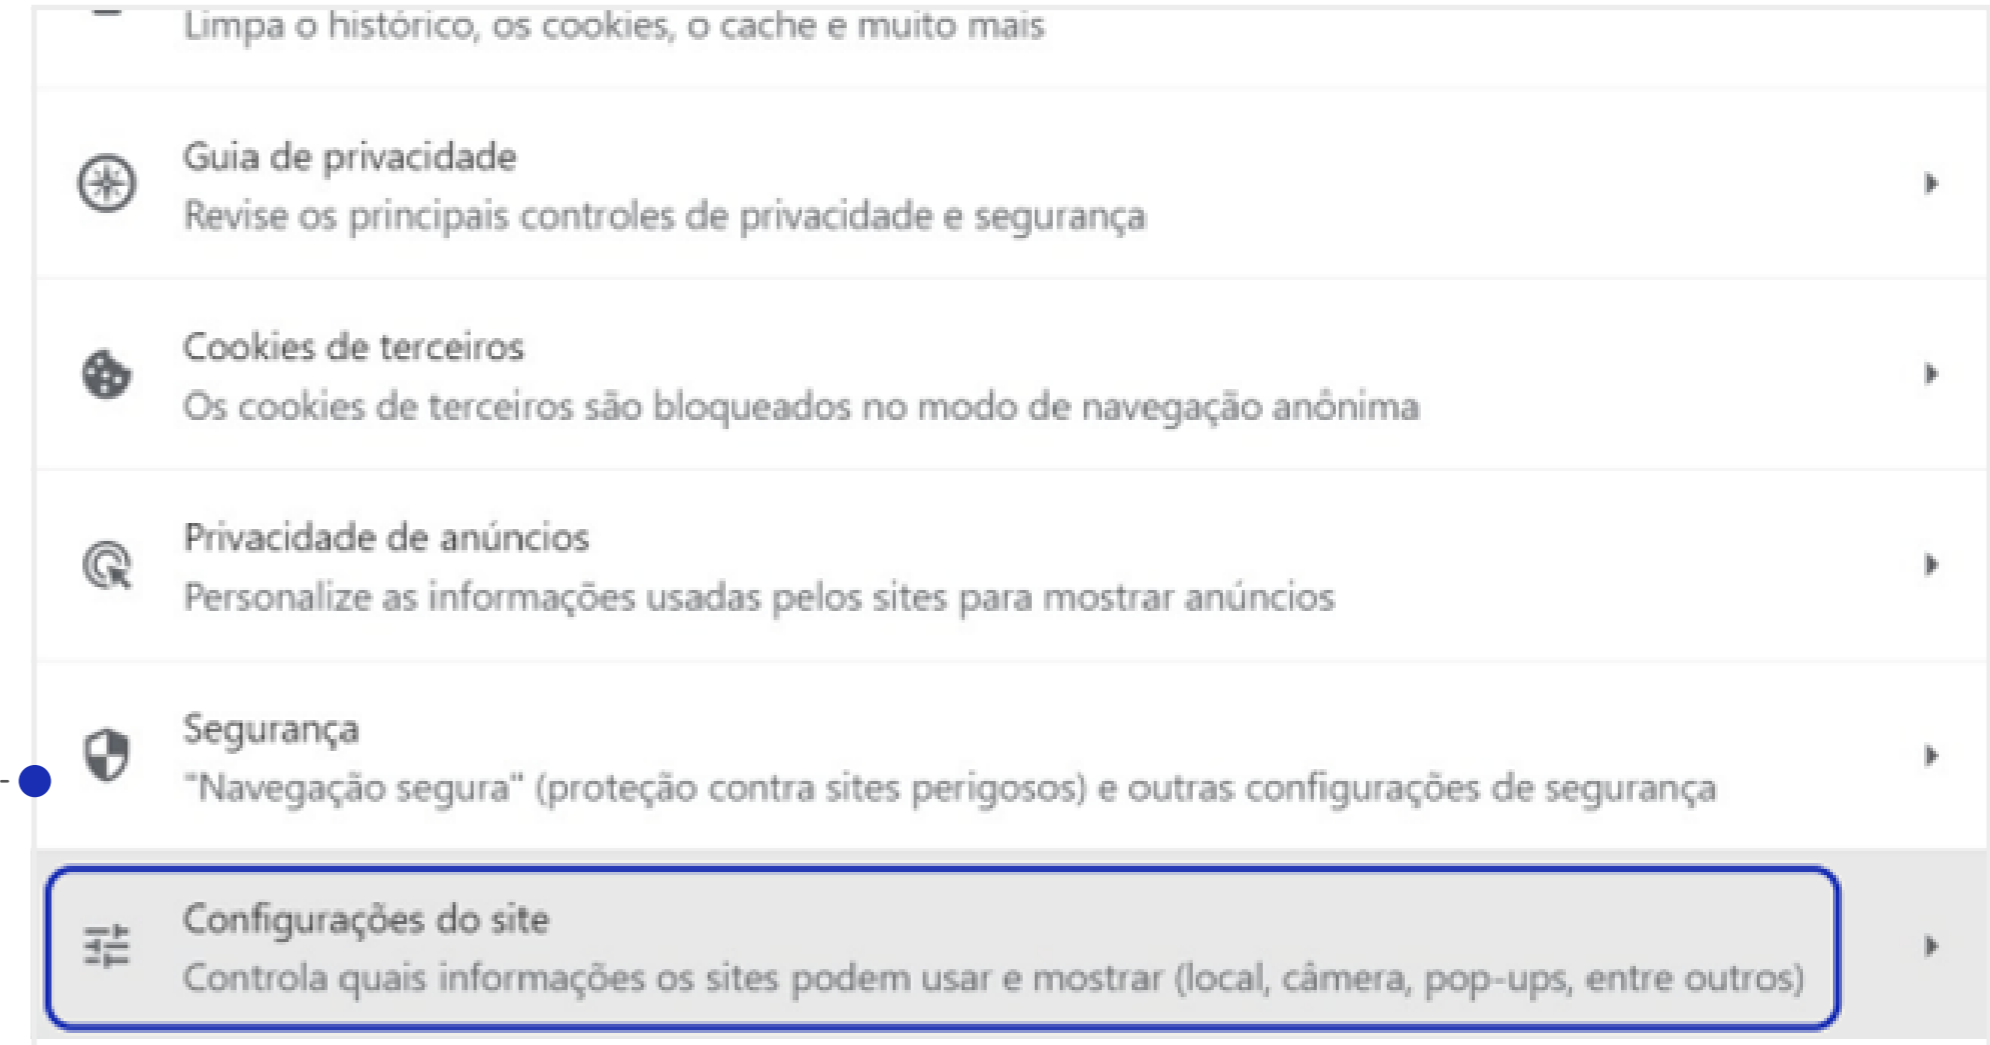 Limpa o histórico, os cookies, o cache e muito mais
Guia de privacidade
Revise os principais controles de privacidade e segurança
Cookies de terceiros
Os cookies de terceiros são bloqueados no modo de navegação anônima
Privacidade de anúncios
Personalize as informações usadas pelos sites para mostrar anúncios
Segurança
"Navegação segura" (proteção contra sites perigosos) e outras configurações de segurança
Configurações do site
Controla quais informações os sites podem usar e mostrar (local, câmera, pop-ups, entre outros)